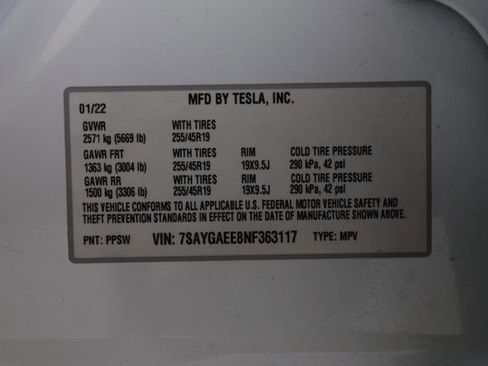 MFD BY TESLA, INC.
01/22
GVWR WITH TIRES
2571 kg (5669 lb) 255/45R19
GAWR FRT WITH TIRES RIM COLD TIRE PRESSURE
1363 kg (3004 lb) 255/45R19 19X9.5J 290 kPa, 42 psi
GAWR RR WITH TIRES RIM COLD TIRE PRESSURE
1500 kg (3306 lb) 255/45R19 19X9.5J 290 kPa, 42 psi
THIS VEHICLE CONFORMS TO ALL APPLICABLE U.S. FEDERAL MOTOR VEHICLE SAFETY AND
THEFT PREVENTION STANDARDS IN EFFECT ON THE DATE OF MANUFACTURE SHOWN ABOVE.
PNT: PPSW VIN: 7SAYGAEE8NF363117 TYPE: MPV